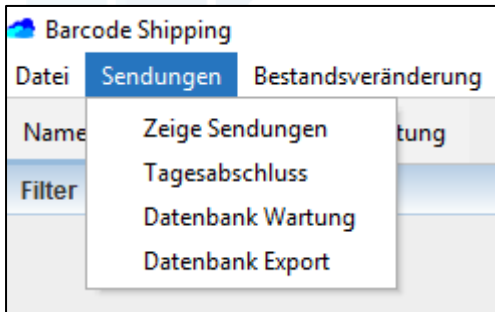 Barcode Shipping
Datei Sendungen Bestandsveränderung
Name
Zeige Sendungen
Tagesabschluss
Filter
Datenbank Wartung
Datenbank Export